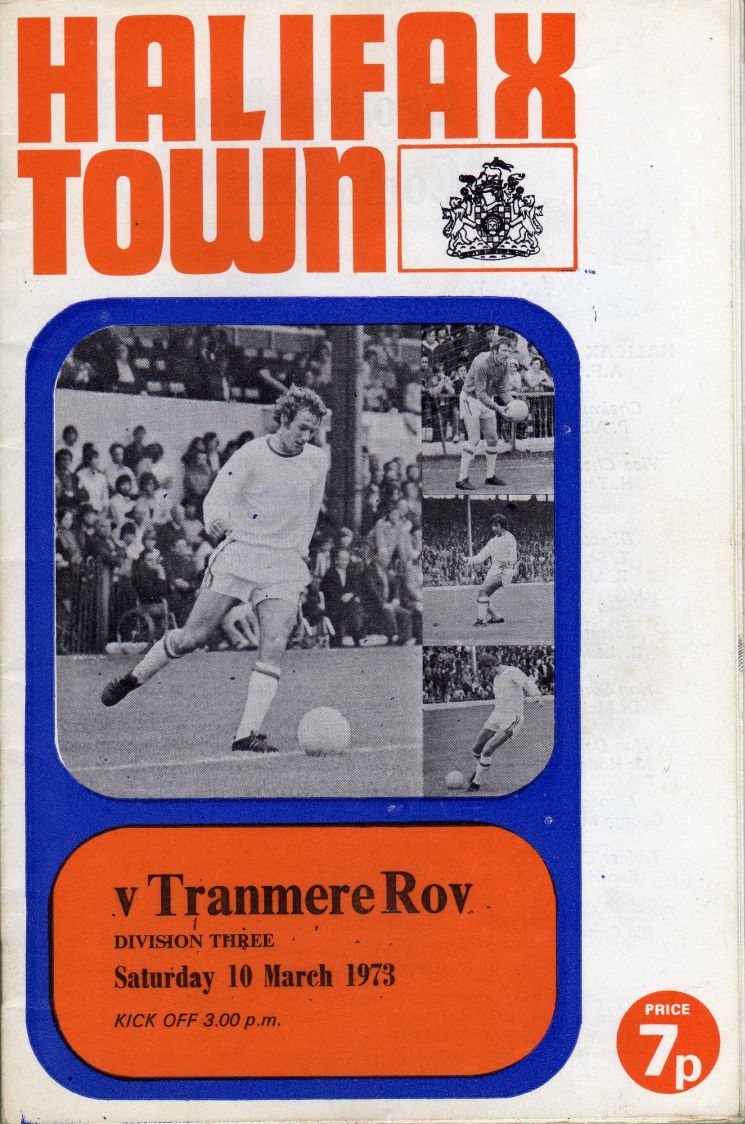 HALIFAX
TOWN
v Tranmere Rov
DIVISION THREE
Saturday 10 March 1973
KICK OFF 3.00 p.m.
PRICE
7p